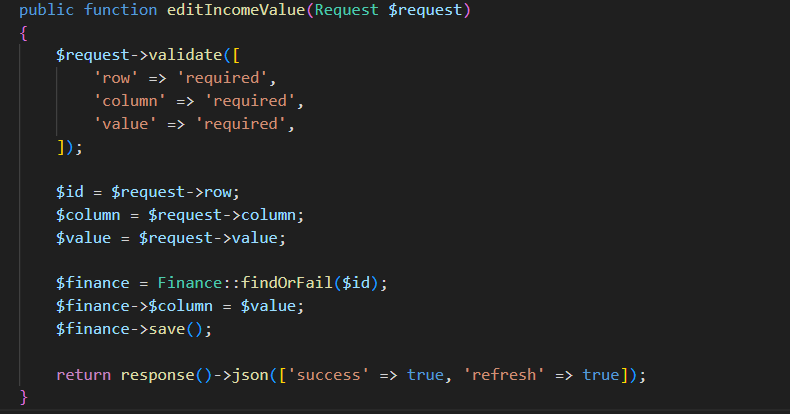 public function editIncomeValue(Request $request)
{
$request->validate([
'row' => 'required',
'column' => 'required',
'value' => 'required',
]);
$id = $request->row;
$column = $request->column;
$value = $request->value;
$finance = Finance::findOrFail($id);
$finance->$column = $value;
$finance->save();
return response()->json(['success' => true, 'refresh' => true]);
}